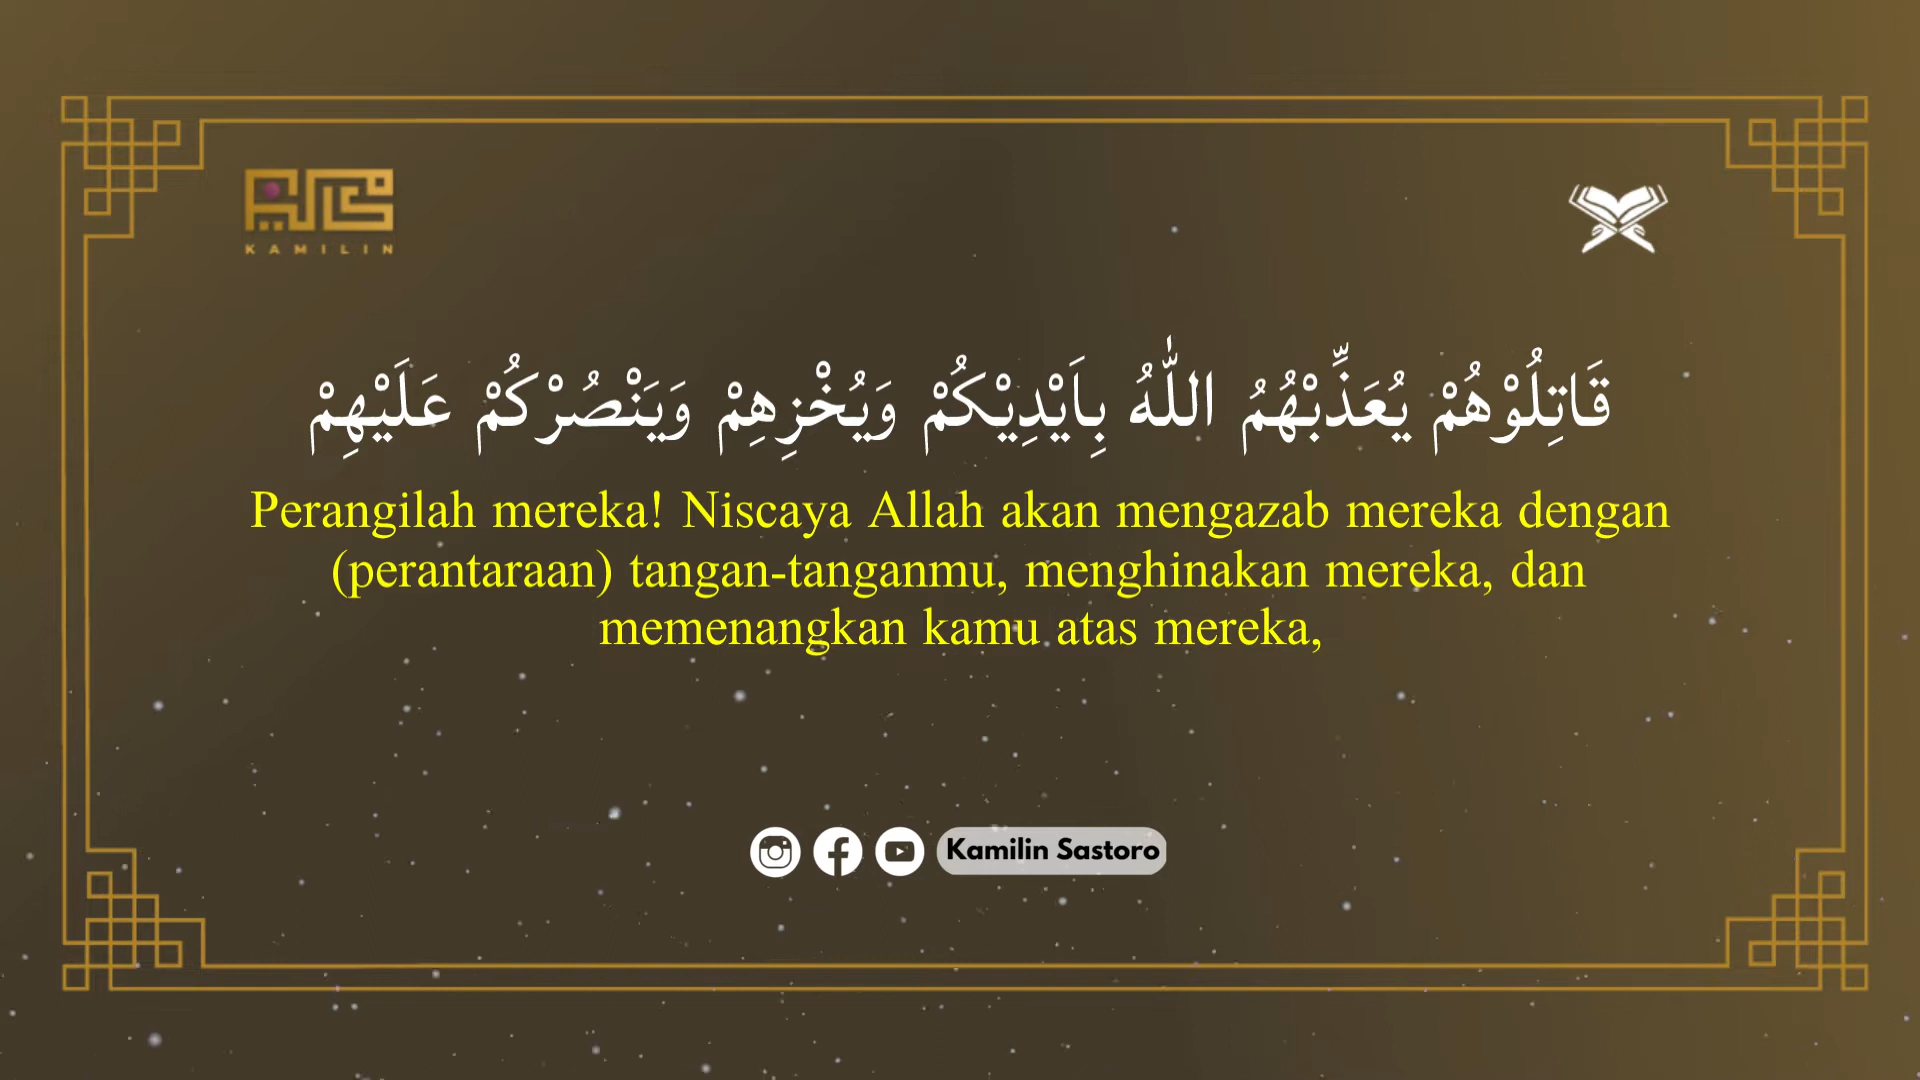 KAMILIN
قَاتِلُوْهُمْ يُعَذِّبْهُمُ اللّٰهُ بِاَيْدِيْكُمْ وَيُخْزِهِمْ وَيَنْصُرْكُمْ عَلَيْهِمْ
Perangilah mereka! Niscaya Allah akan mengazab mereka dengan
(perantaraan) tangan-tanganmu, menghinakan mereka, dan
memenangkan kamu atas mereka,
Kamilin Sastoro